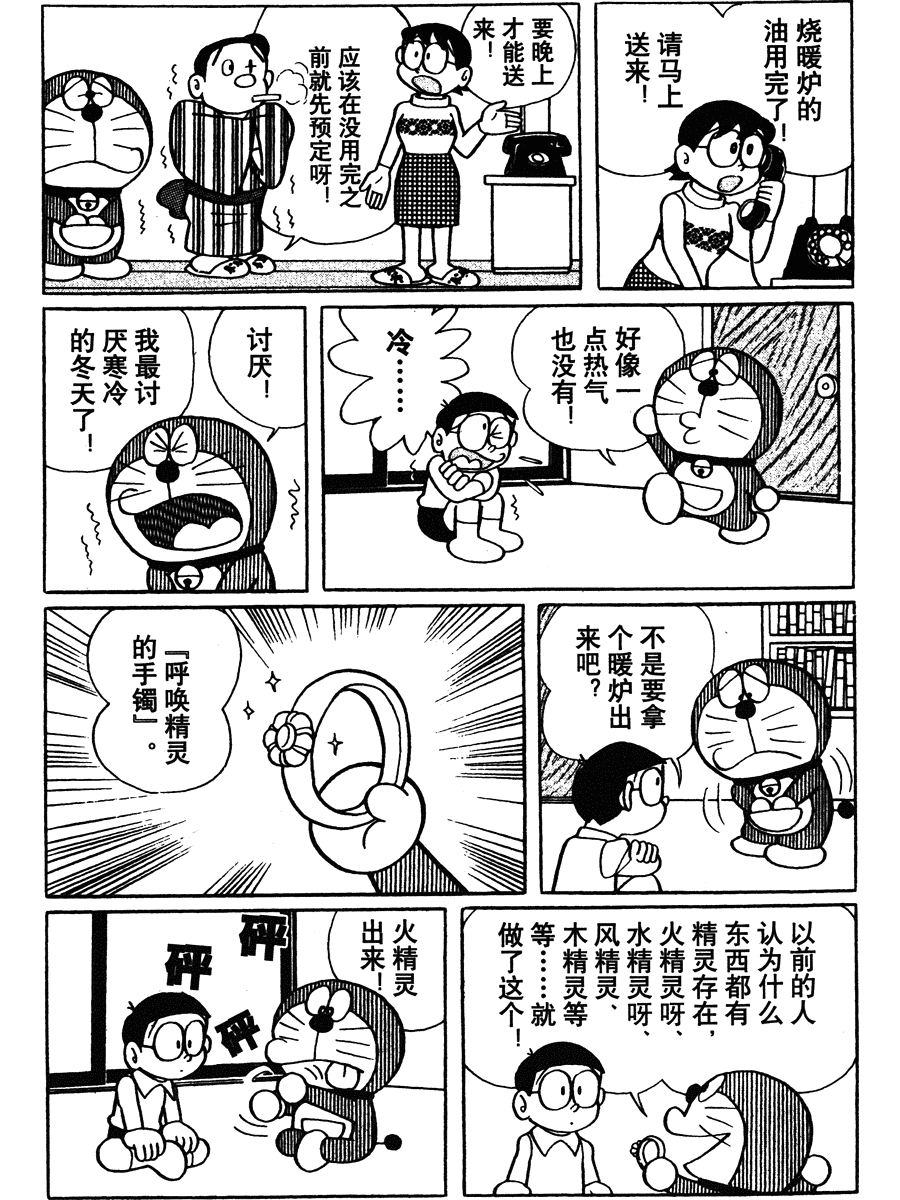 烧暖炉的
油用完了！
请马上
送来！
要晚上
才能送
来！
应该在没用完之
前就先预定呀！
好像一
点热气
也没有！
冷……
讨厌！
我最讨
厌寒冷
的冬天了！
不是要拿
个暖炉出
来吧？
『呼唤精灵
的手镯』。
以前的人
认为什么
东西都有
精灵存在，
火精灵呀、
水精灵呀、
风精灵、
木精灵等
等……就
做了这个！
火精灵
出来！
砰
砰
砰